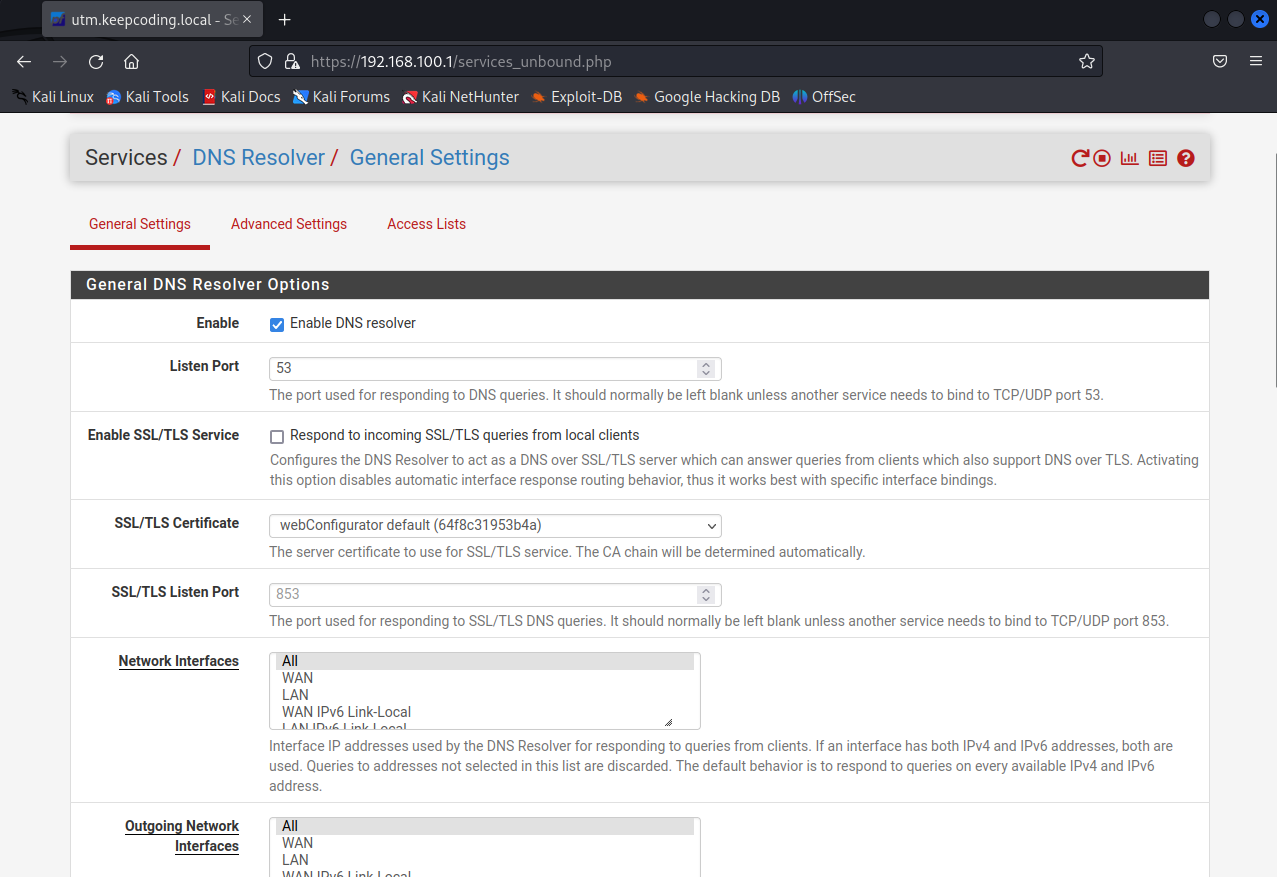 utm.keepcoding.local - Se
https://192.168.100.1/services_unbound.php
Kali Linux Kali Tools Kali Docs Kali Forums Kali NetHunter Exploit-DB Google Hacking DB OffSec
Services / DNS Resolver / General Settings
General Settings Advanced Settings Access Lists
General DNS Resolver Options
Enable Enable DNS resolver
Listen Port 53
The port used for responding to DNS queries. It should normally be left blank unless another service needs to bind to TCP/UDP port 53.
Enable SSL/TLS Service Respond to incoming SSL/TLS queries from local clients
Configures the DNS Resolver to act as a DNS over SSL/TLS server which can answer queries from clients which also support DNS over TLS. Activating
this option disables automatic interface response routing behavior, thus it works best with specific interface bindings.
SSL/TLS Certificate webConfigurator default (64f8c31953b4a)
The server certificate to use for SSL/TLS service. The CA chain will be determined automatically.
SSL/TLS Listen Port 853
The port used for responding to SSL/TLS DNS queries. It should normally be left blank unless another service needs to bind to TCP/UDP port 853.
Network Interfaces All
WAN
LAN
WAN IPv6 Link-Local
LAN IPv6 Link-Local
Interface IP addresses used by the DNS Resolver for responding to queries from clients. If an interface has both IPv4 and IPv6 addresses, both are
used. Queries to addresses not selected in this list are discarded. The default behavior is to respond to queries on every available IPv4 and IPv6
address.
Outgoing Network All
Interfaces WAN
LAN
WAN IPv6 Link-Local